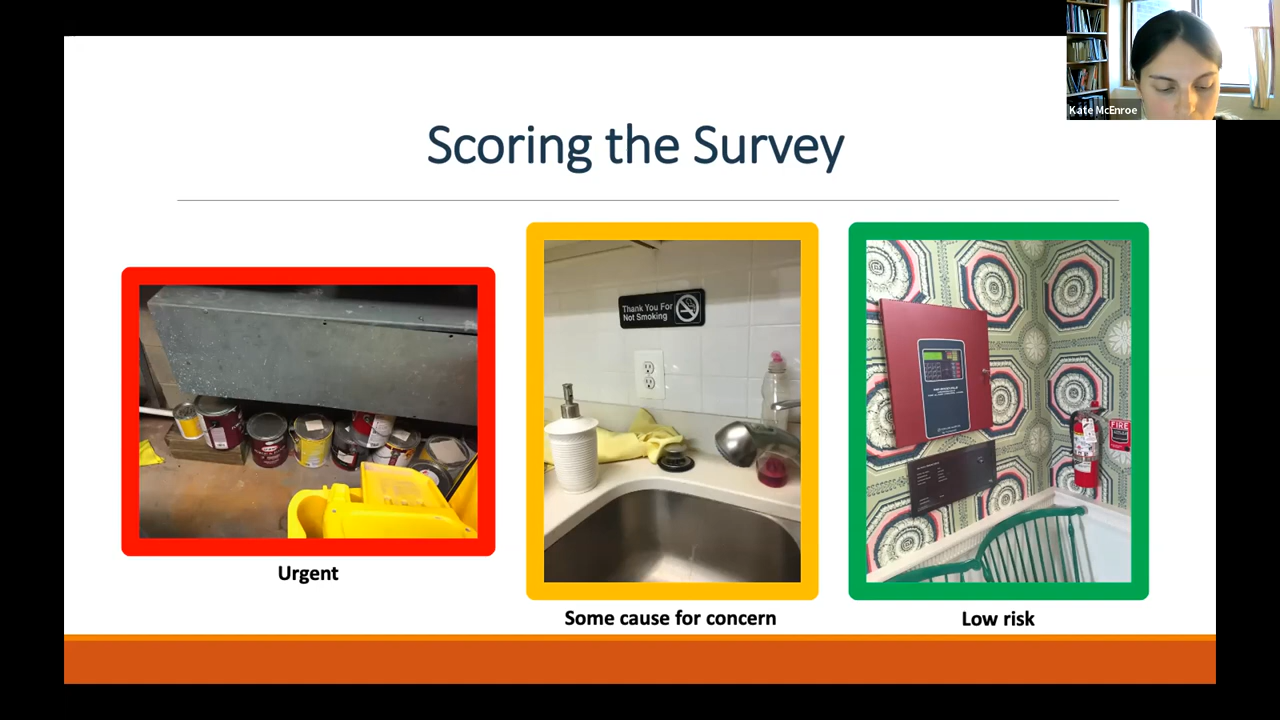 Kate McEnroe
Scoring the Survey
Thank You For
Not Smoking
FIRE
Urgent
Some cause for concern
Low risk